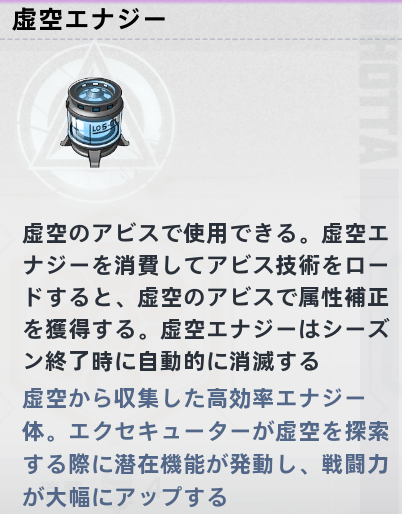 虚空エナジー
HOTTA
LOS
虚空のアビスで使用できる。虚空エ
ナジーを消費してアビス技術をロー
ドすると、虚空のアビスで属性補正
を獲得する。虚空エナジーはシーズ
ン終了時に自動的に消滅する
虚空から収集した高効率エナジー
体。エクセキューターが虚空を探索
する際に潜在機能が発動し、戦闘力
が大幅にアップする